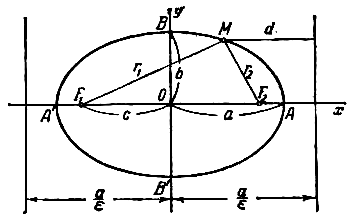 B y M d
r₁ b r₂
A' F₁ O F₂ A x
c a
B'
a/ε a/ε